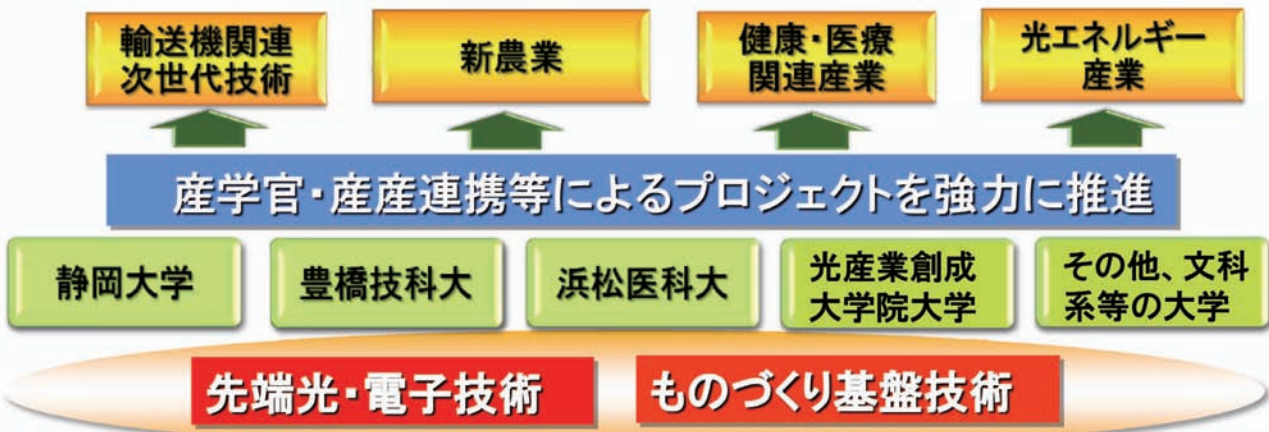 輸送機関連
次世代技術
新農業
健康・医療
関連産業
光エネルギー
産業
産学官・産産連携等によるプロジェクトを強力に推進
静岡大学
豊橋技科大
浜松医科大
光産業創成
大学院大学
その他、文科
系等の大学
先端光・電子技術
ものづくり基盤技術